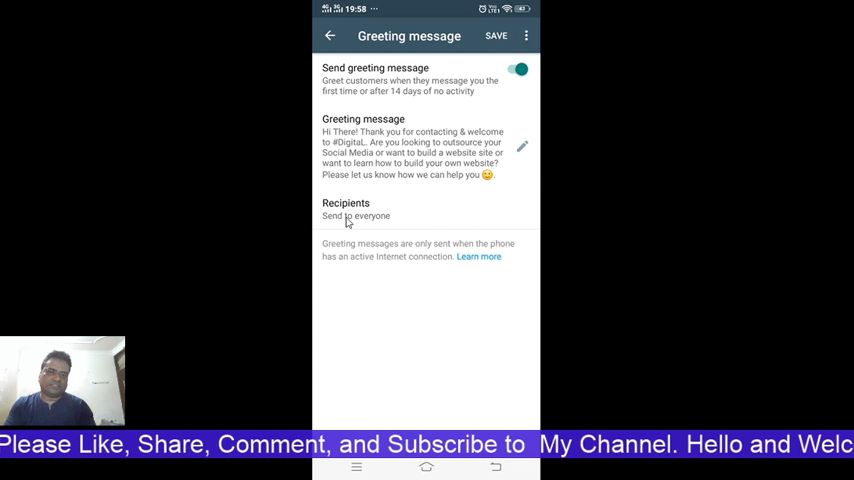 19:58 ...
Greeting message
SAVE
Send greeting message
Greet customers when they message you the
first time or after 14 days of no activity
Greeting message
Hi There! Thank you for contacting & welcome
to #DigitaL. Are you looking to outsource your
Social Media or want to build a website site or
want to learn how to build your own website?
Please let us know how we can help you 😊.
Recipients
Send to everyone
Greeting messages are only sent when the phone
has an active Internet connection. Learn more
Please Like, Share, Comment, and Subscribe to My Channel. Hello and Welc